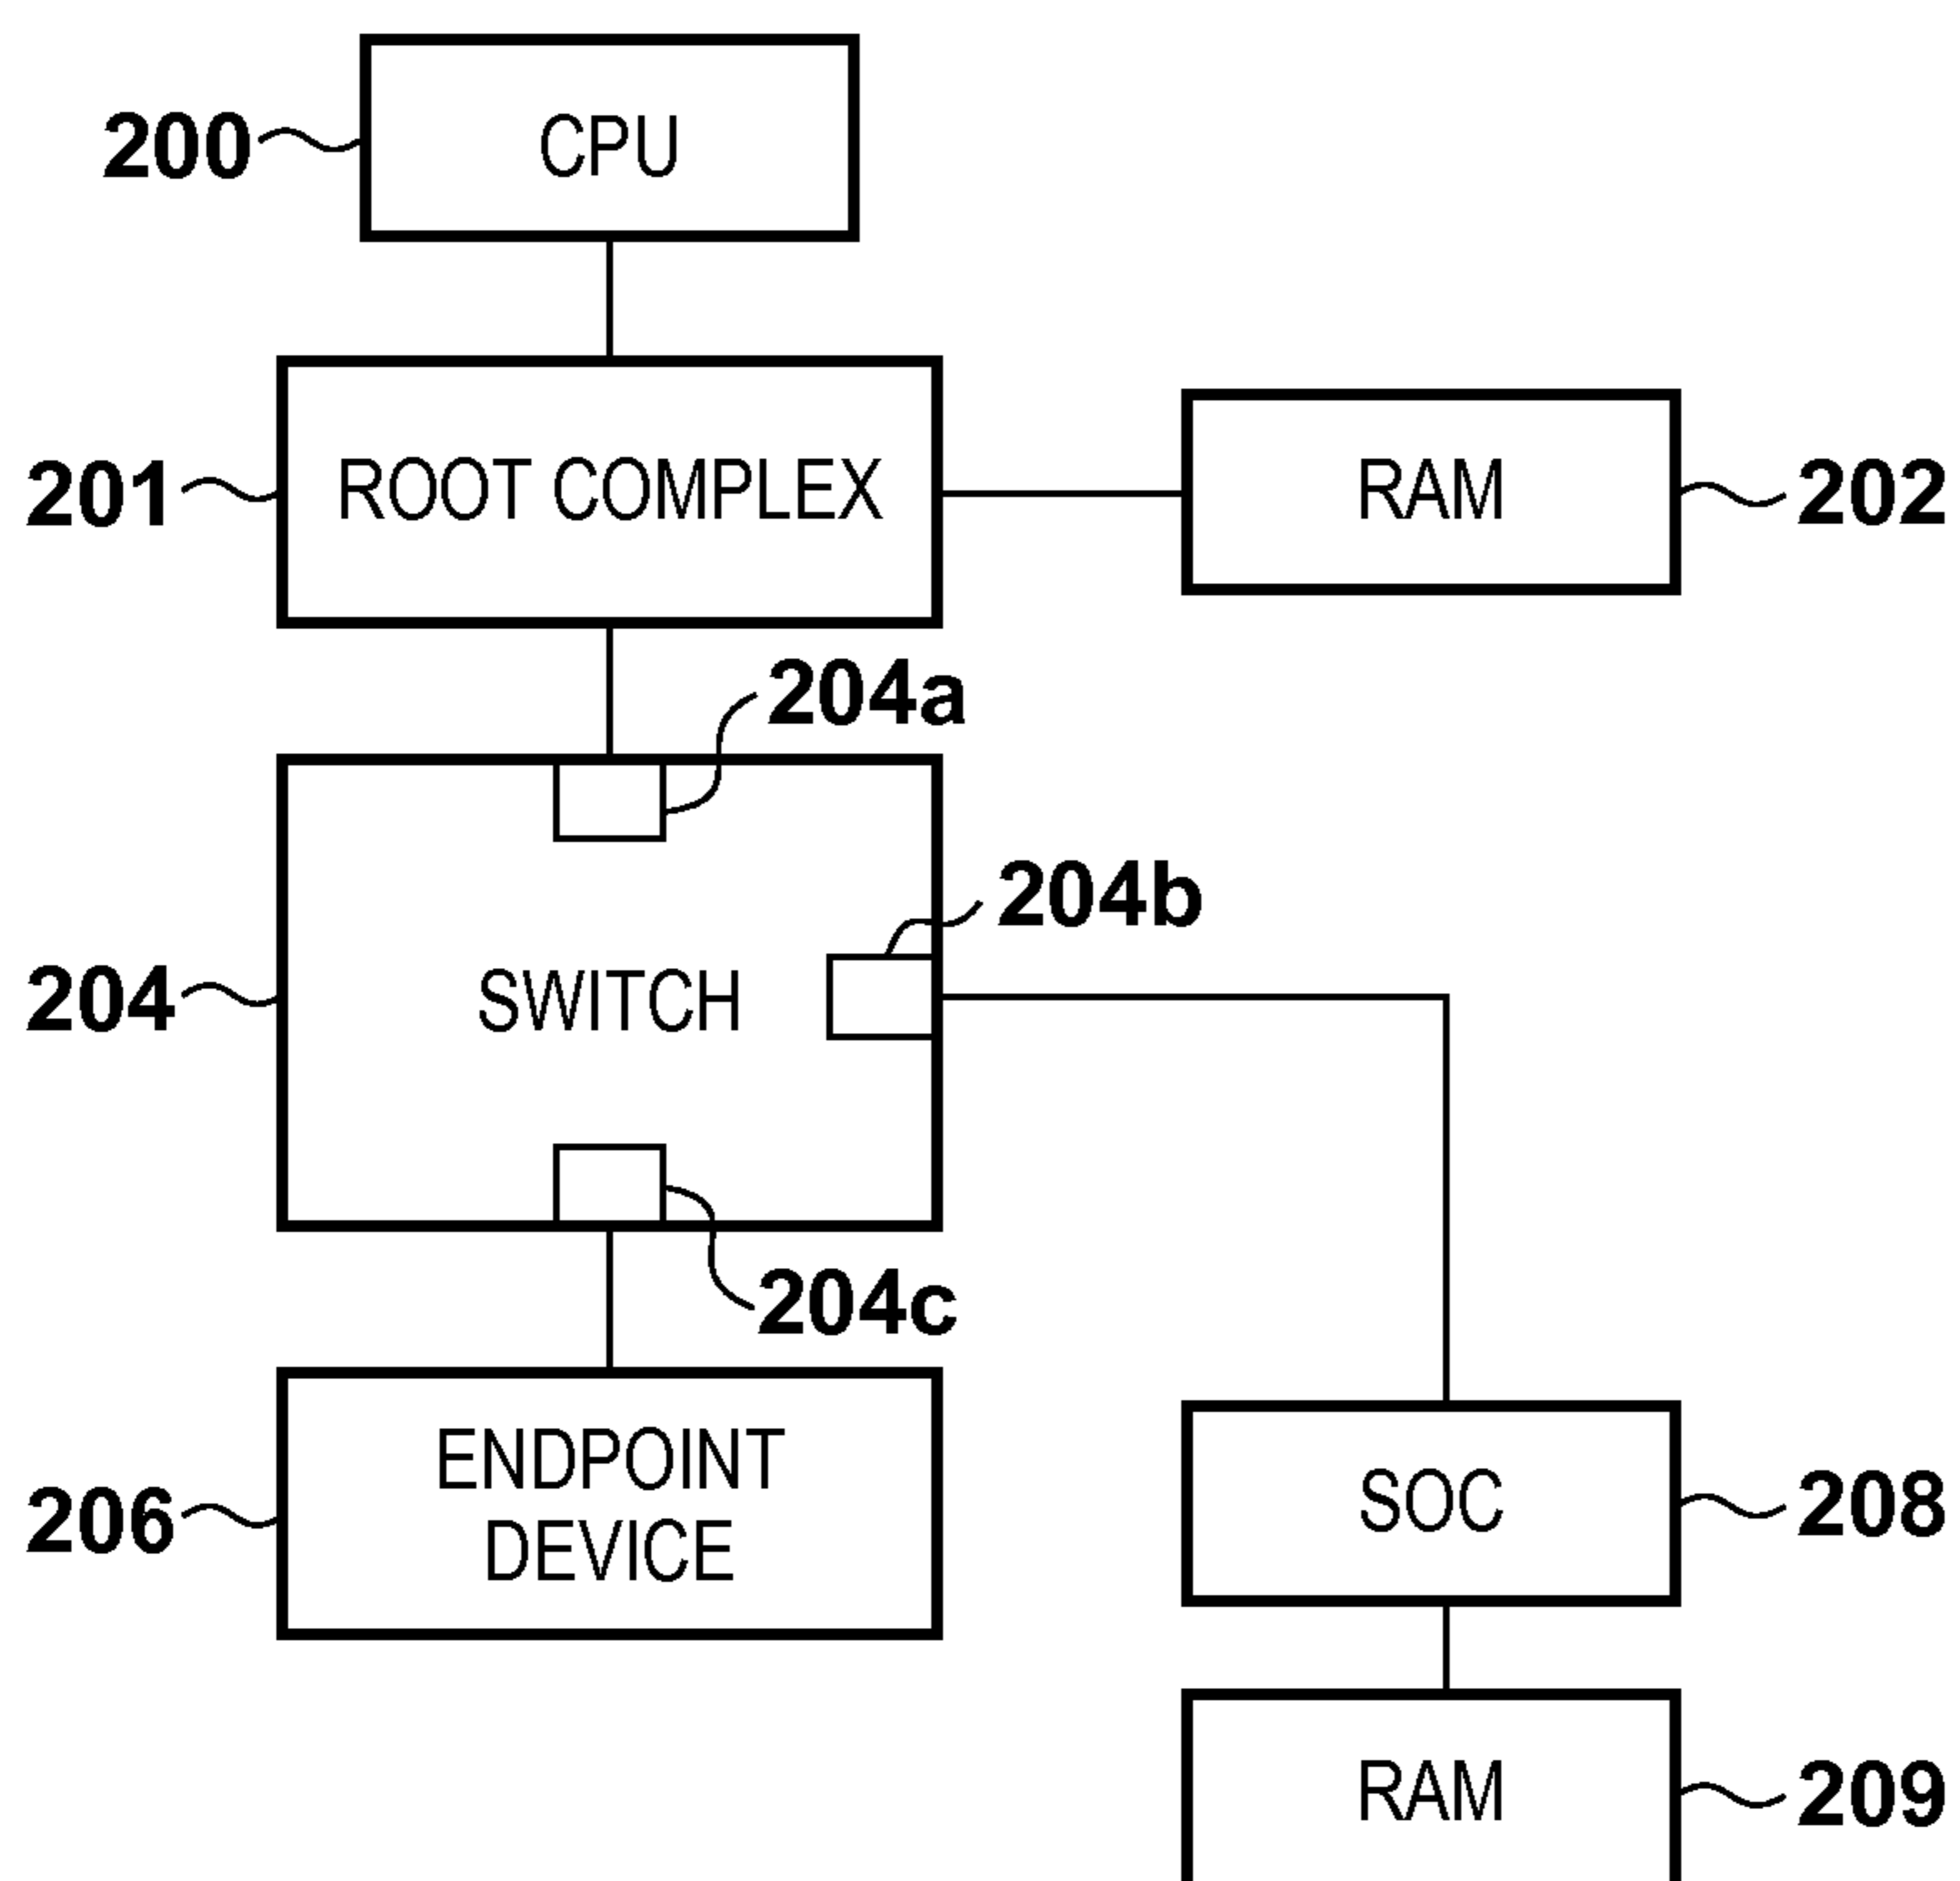 200
CPU
201
ROOT COMPLEX
RAM
202
204a
204b
204
SWITCH
204c
206
ENDPOINT
DEVICE
SOC
208
RAM
209